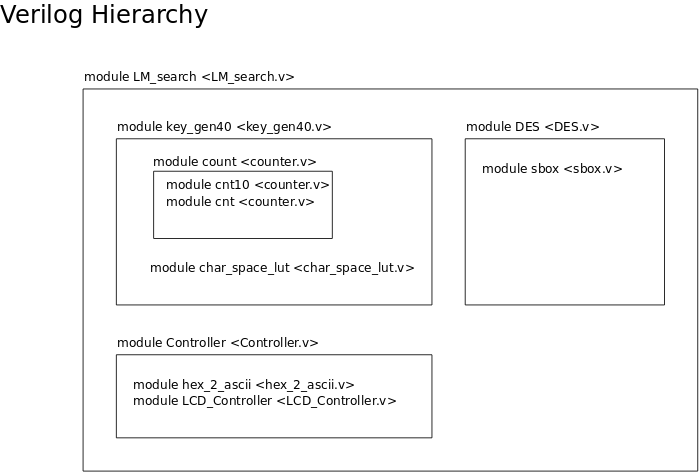 Verilog Hierarchy
module LM_search <LM_search.v>
module key_gen40 <key_gen40.v>
module DES <DES.v>
module count <counter.v>
module sbox <sbox.v>
module cnt10 <counter.v>
module cnt <counter.v>
module char_space_lut <char_space_lut.v>
module Controller <Controller.v>
module hex_2_ascii <hex_2_ascii.v>
module LCD_Controller <LCD_Controller.v>